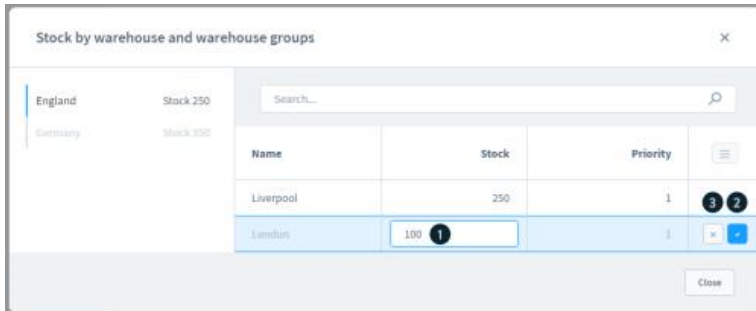 Stock by warehouse and warehouse groups
England Stock 250
Germany Stock 350
Search...
Name Stock Priority
Liverpool 250 1
3 2
London 100 1 1
Close